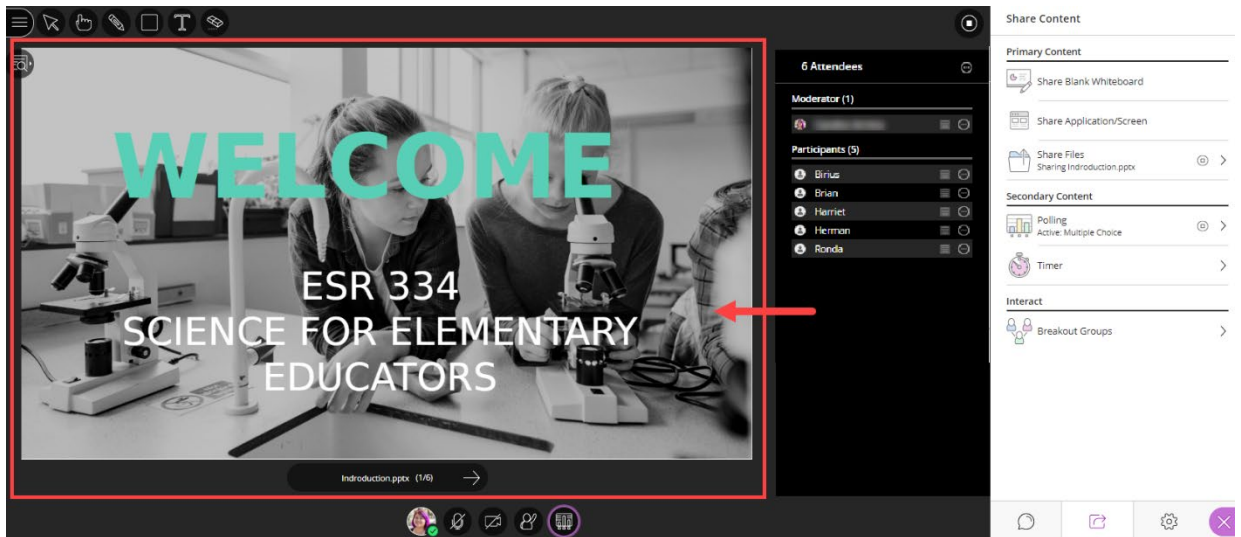 WELCOME
ESR 334
SCIENCE FOR ELEMENTARY
EDUCATORS
Indroduction.pptx (1/6)
6 Attendees
Moderator (1)
Participants (5)
Birius
Brian
Harriet
Herman
Ronda
Share Content
Primary Content
Share Blank Whiteboard
Share Application/Screen
Share Files
Sharing Indroduction.pptx
Secondary Content
Polling
Active: Multiple Choice
Timer
Interact
Breakout Groups